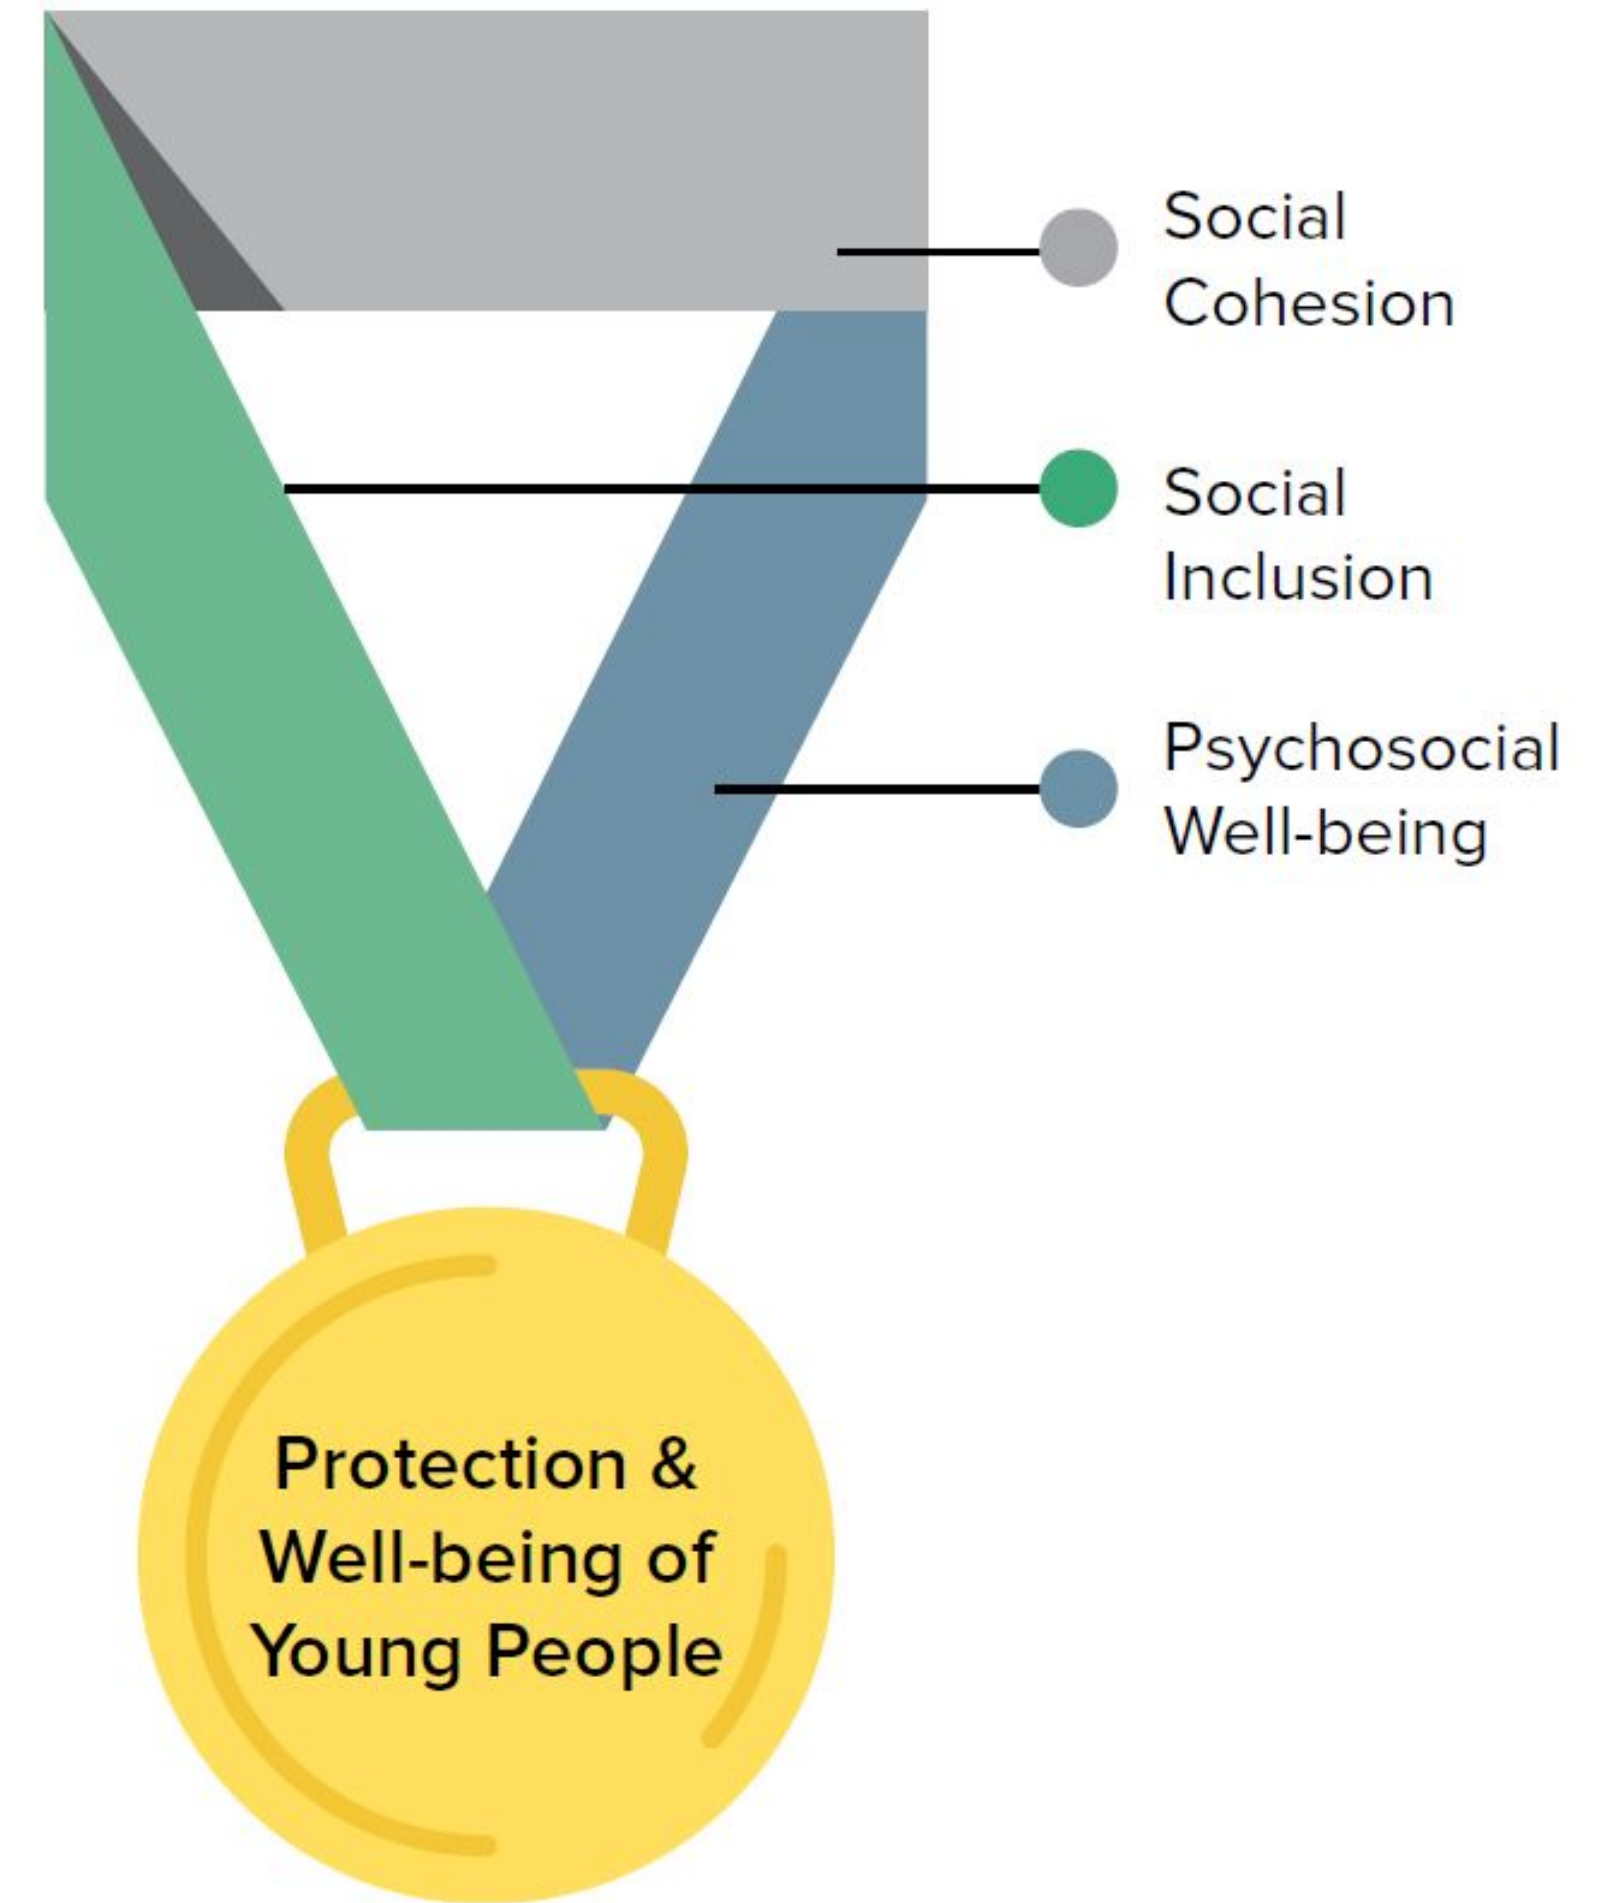 Social
Cohesion
Social
Inclusion
Psychosocial
Well-being
Protection &
Well-being of
Young People